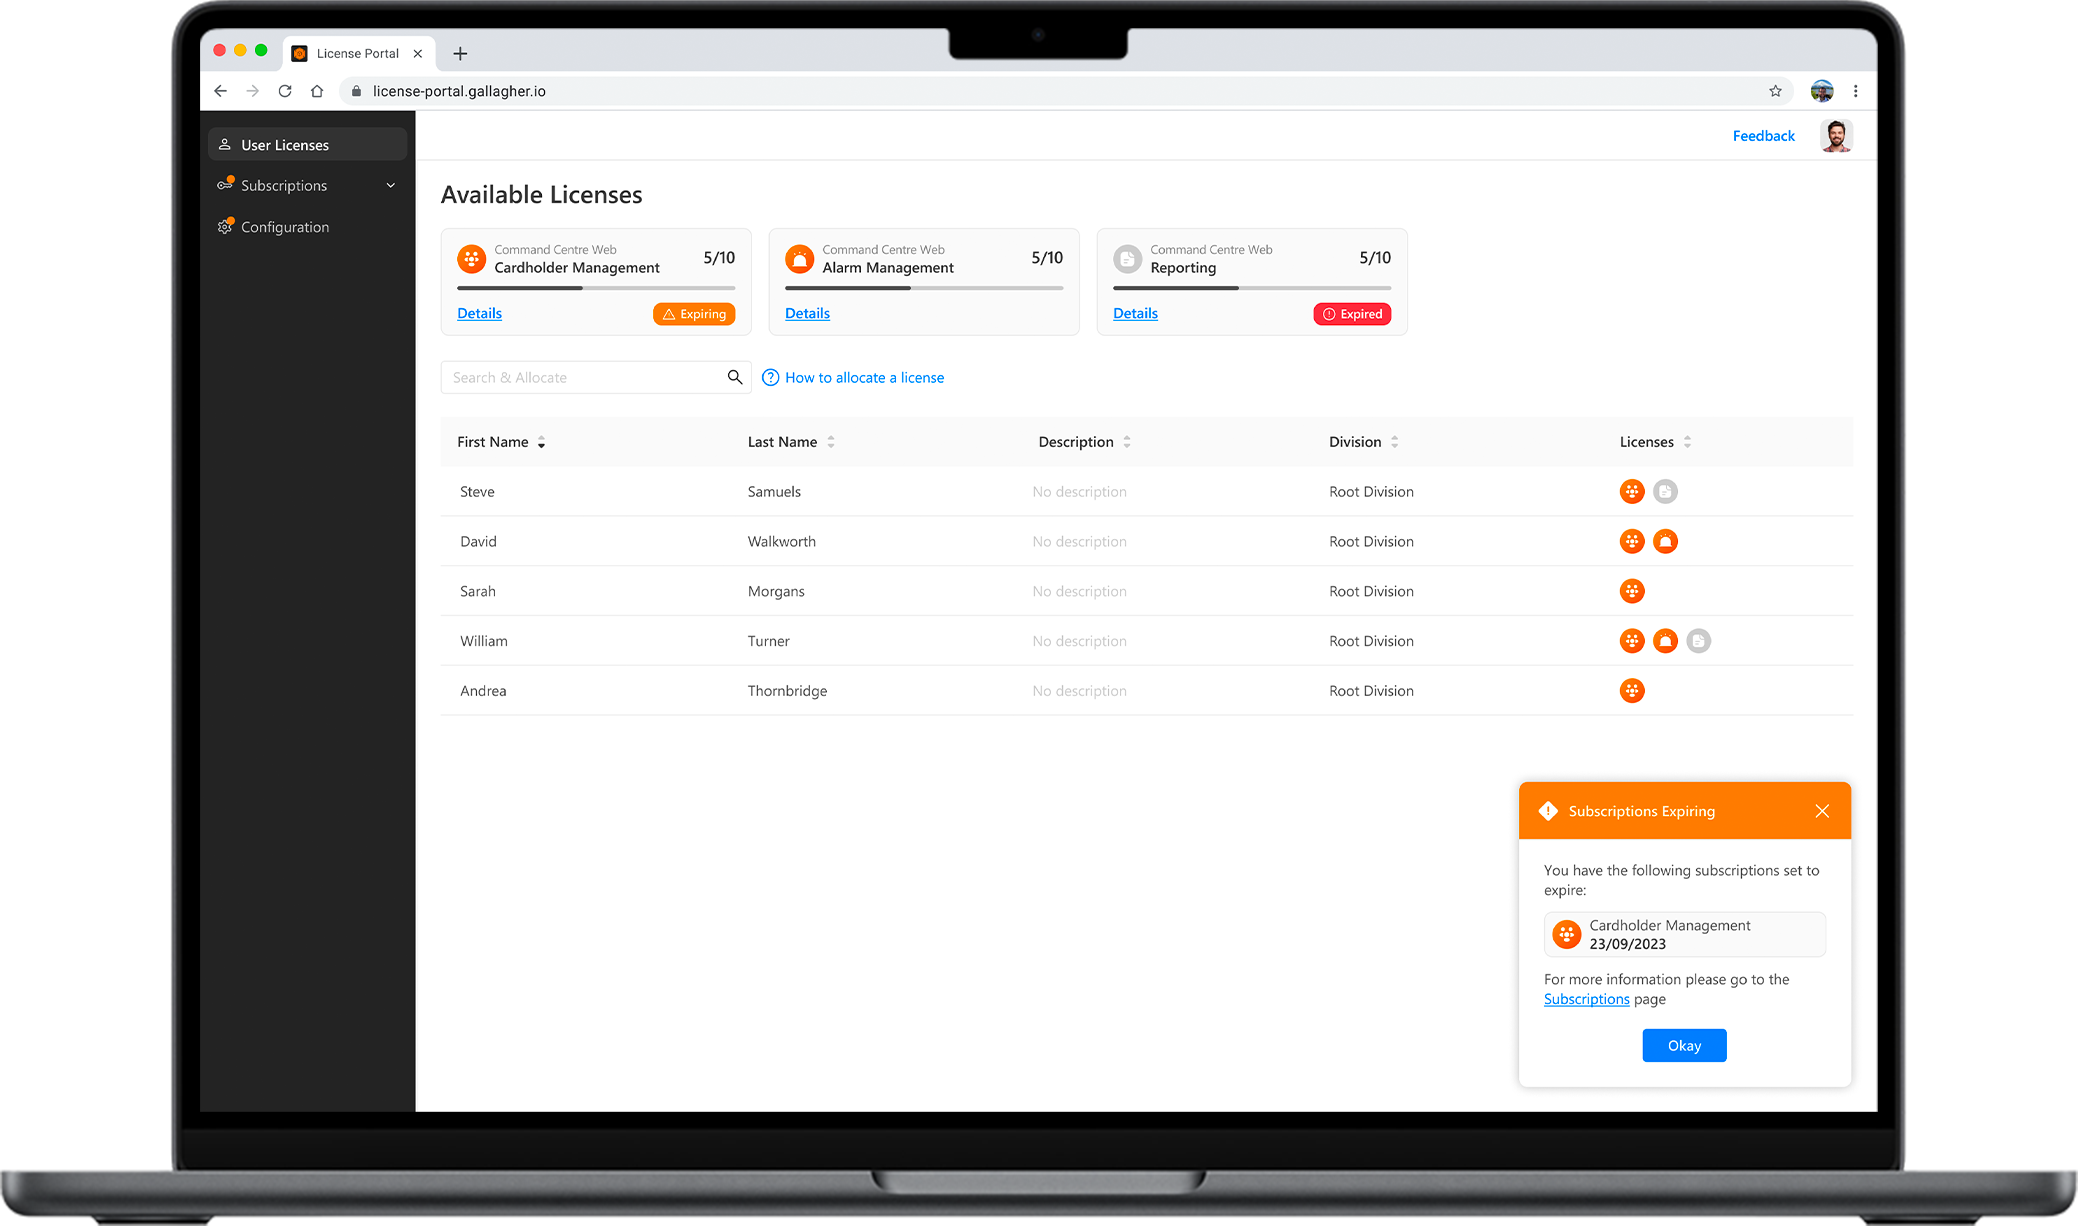 License Portal
license-portal.gallagher.io
Feedback
User Licenses
Subscriptions
Configuration
Available Licenses
Command Centre Web
Cardholder Management
5/10
Details
Expiring
Command Centre Web
Alarm Management
5/10
Details
Command Centre Web
Reporting
5/10
Details
Expired
Search & Allocate
How to allocate a license
First Name Last Name Description Division Licenses
Steve Samuels No description Root Division
David Walkworth No description Root Division
Sarah Morgans No description Root Division
William Turner No description Root Division
Andrea Thornbridge No description Root Division
Subscriptions Expiring
You have the following subscriptions set to
expire:
Cardholder Management
23/09/2023
For more information please go to the
Subscriptions page
Okay